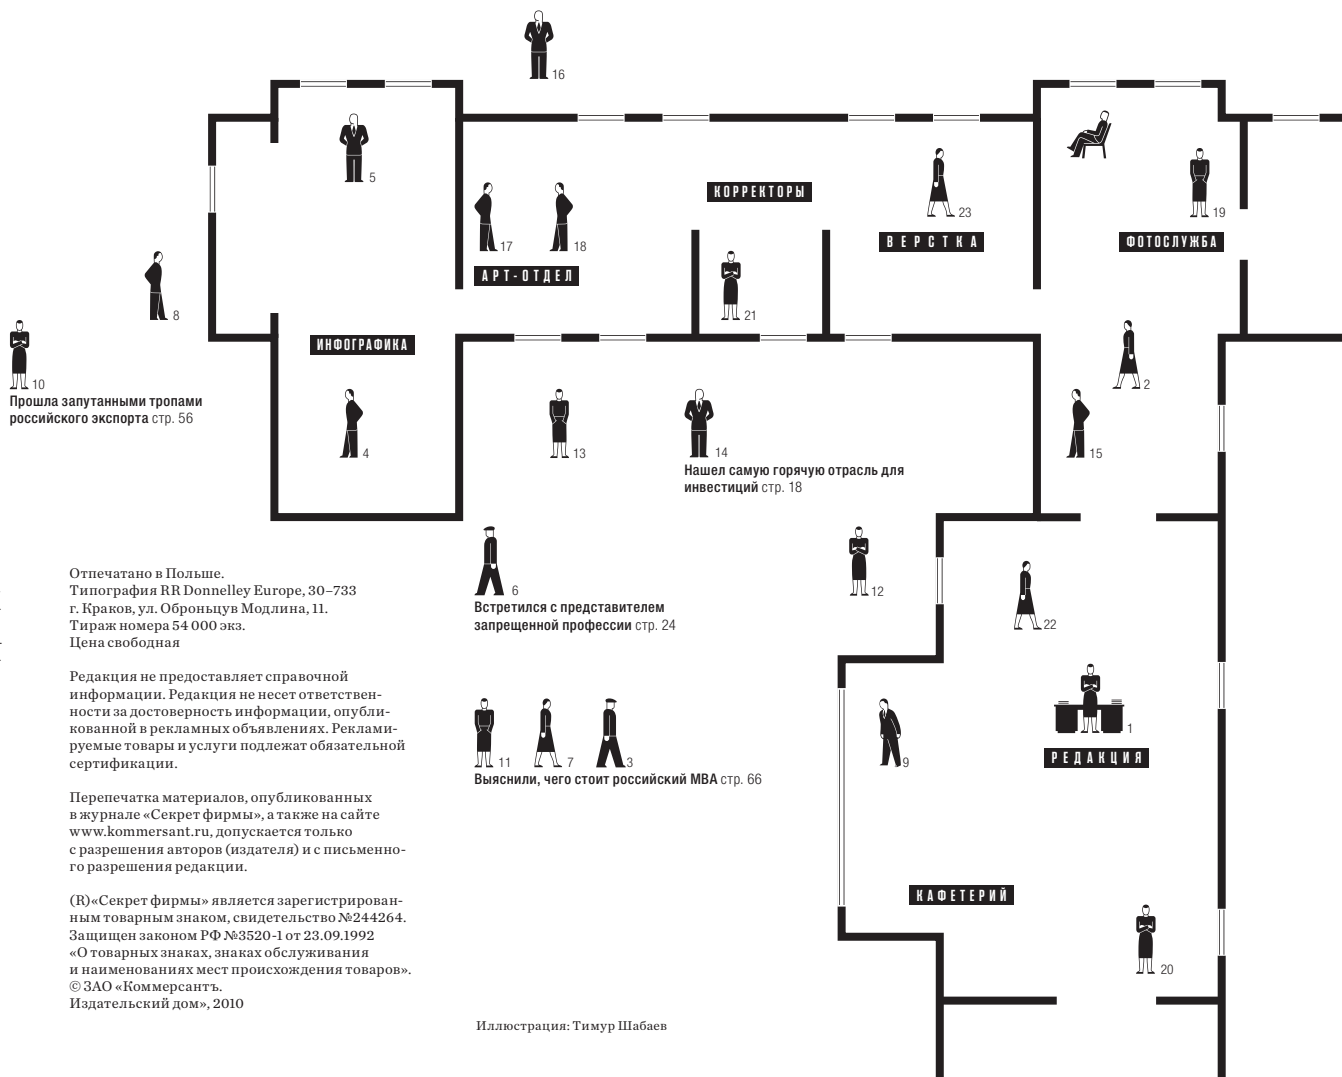 16
5
КОРРЕКТОРЫ
23
19
17
18
ВЕРСТКА
ФОТОСЛУЖБА
АРТ-ОТДЕЛ
8
21
ИНФОГРАФИКА
10
2
Прошла запутанными тропами
российского экспорта стр. 56
4
13
14
15
Нашел самую горячую отрасль для
инвестиций стр. 18
6
12
Встретился с представителем
запрещенной профессии стр. 24
22
1
РЕДАКЦИЯ
11
7
3
9
Выяснили, чего стоит российский МВА стр. 66
КАФЕТЕРИЙ
20
Отпечатано в Польше.
Типография RR Donnelley Europe, 30–733
г. Краков, ул. Оброньцув Модлина, 11.
Тираж номера 54 000 экз.
Цена свободная
Редакция не предоставляет справочной
информации. Редакция не несет ответствен-
ности за достоверность информации, опубли-
кованной в рекламных объявлениях. Реклами-
руемые товары и услуги подлежат обязательной
сертификации.
Перепечатка материалов, опубликованных
в журнале «Секрет фирмы», а также на сайте
www.kommersant.ru, допускается только
с разрешения авторов (издателя) и с письменно-
го разрешения редакции.
(R)«Секрет фирмы» является зарегистрирован-
ным товарным знаком, свидетельство №244264.
Защищен законом РФ №3520-1 от 23.09.1992
«О товарных знаках, знаках обслуживания
и наименованиях мест происхождения товаров».
© ЗАО «Коммерсантъ.
Издательский дом», 2010
Иллюстрация: Тимур Шабаев